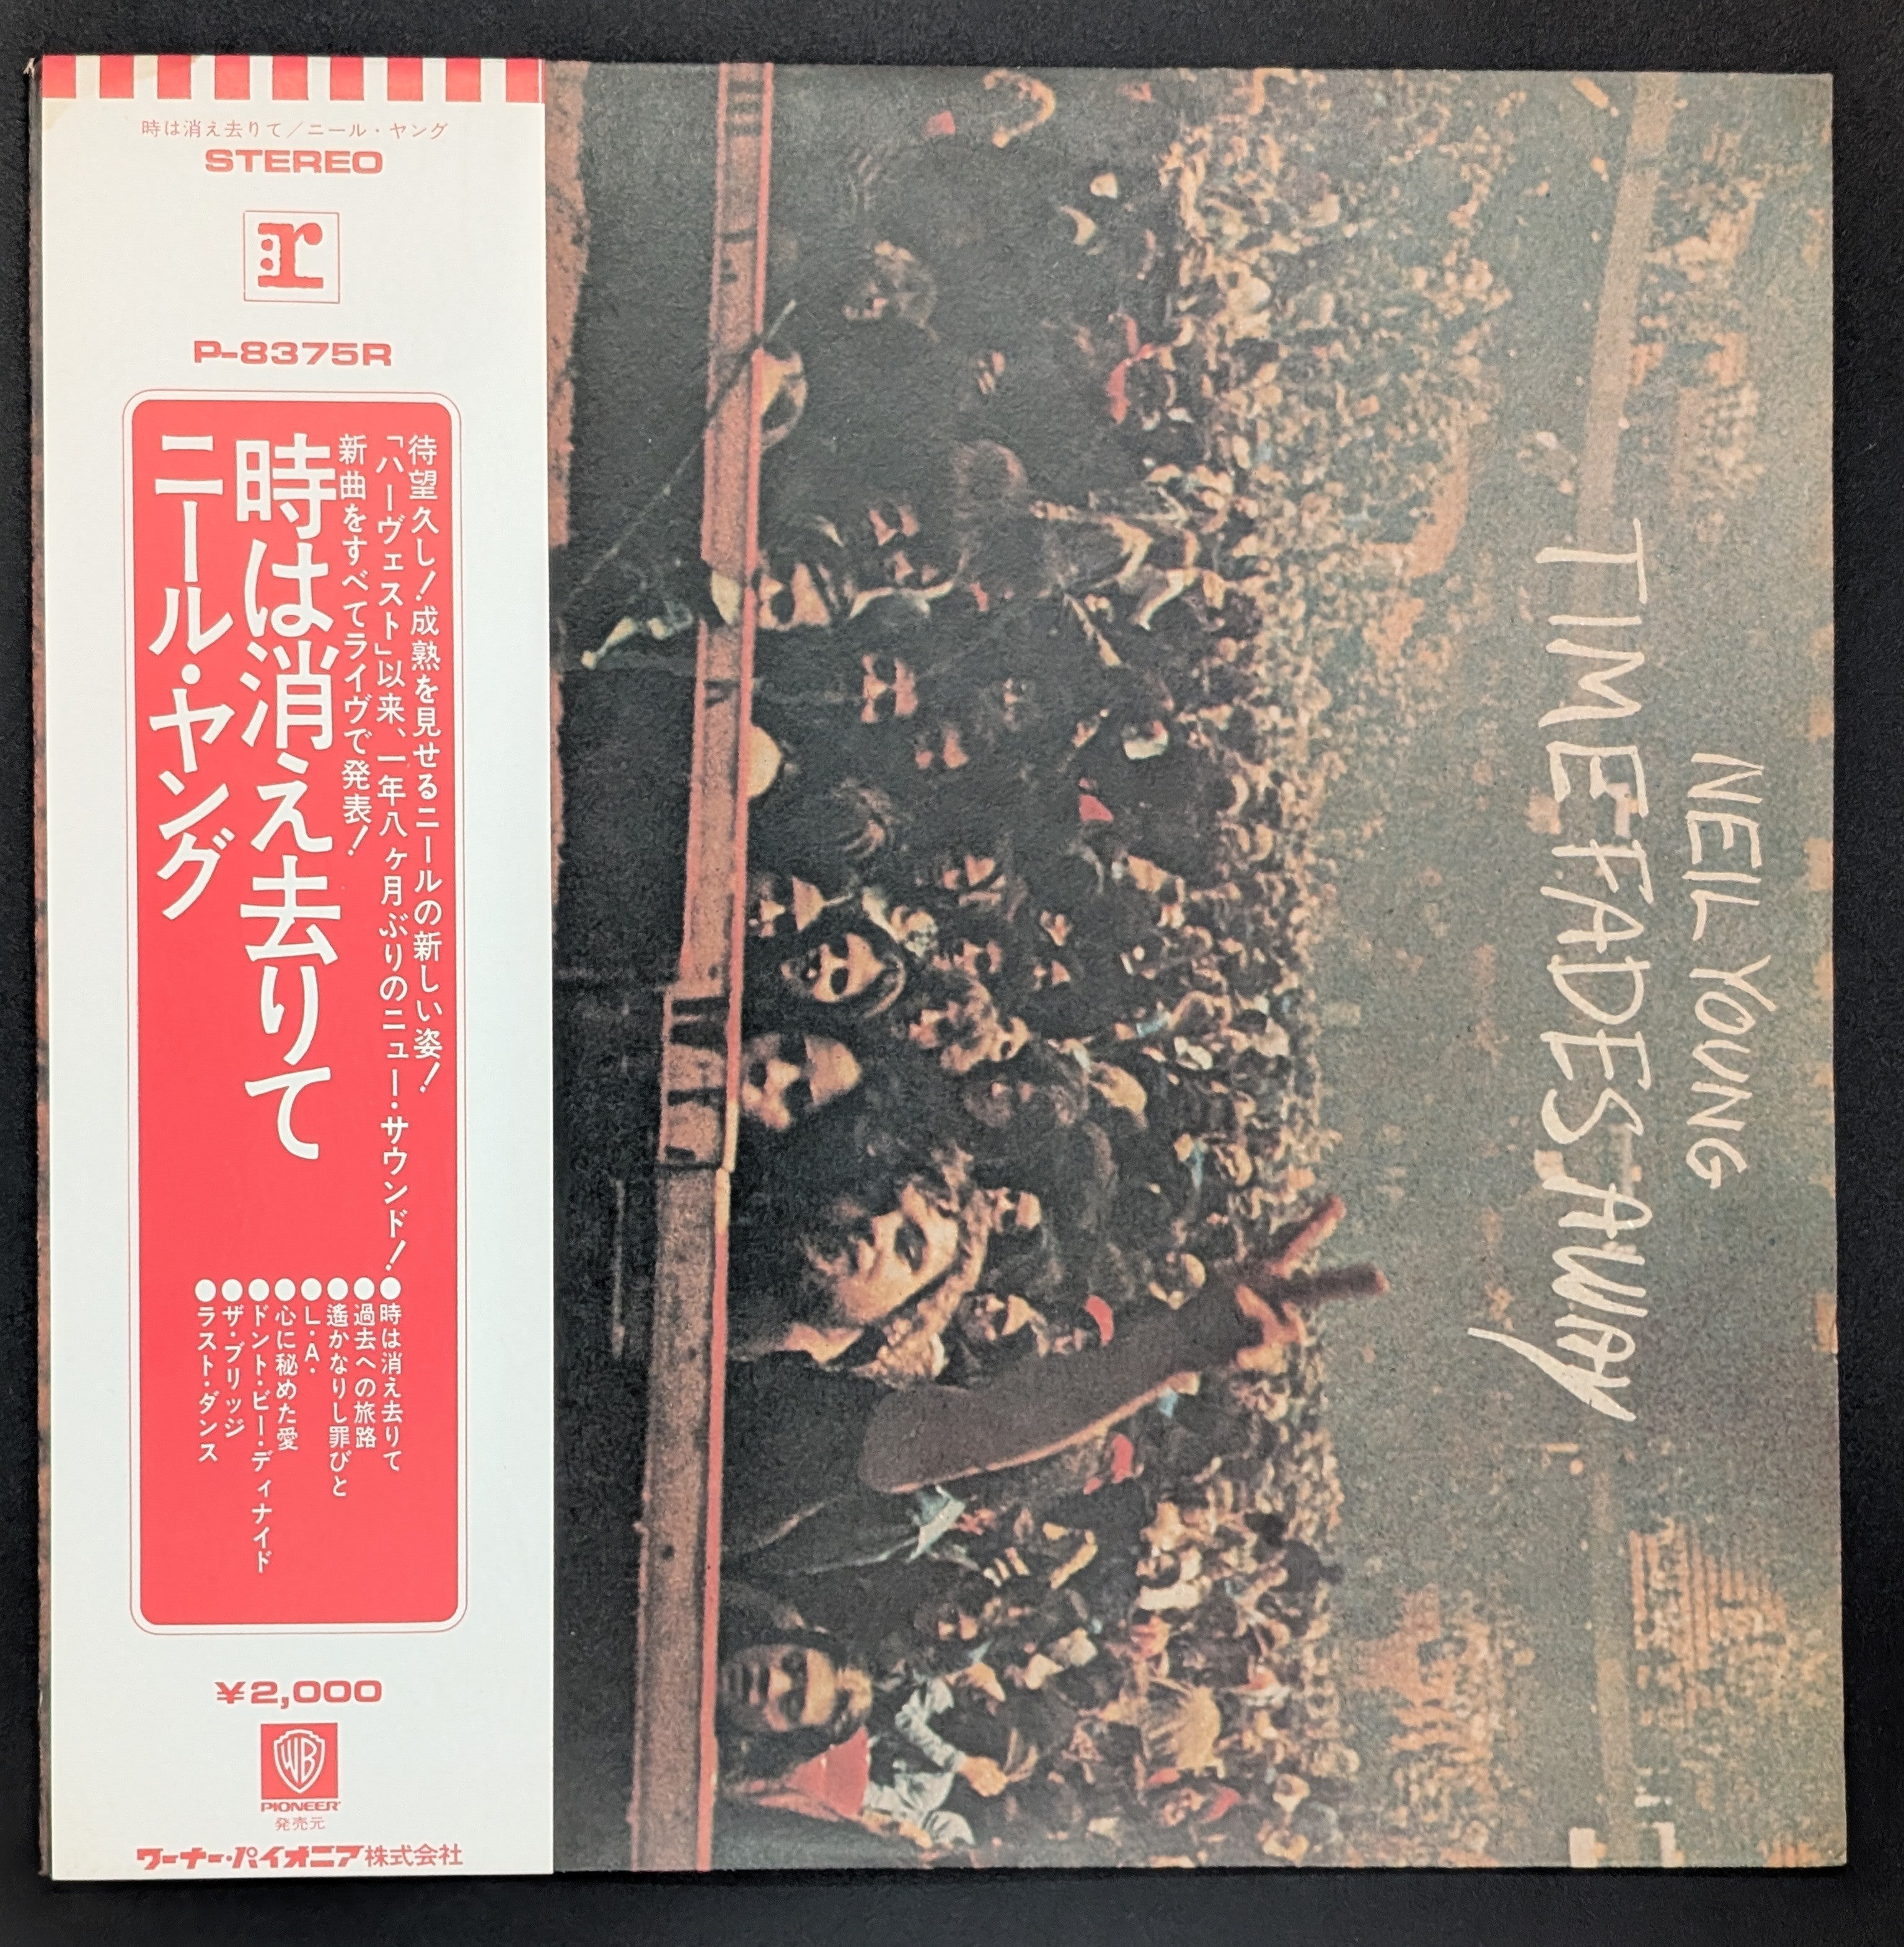 時は消え去りて／ニール・ヤング
STEREO
:r
P-8375R
待望久し！成熟を見せるニールの新しい姿！
「ハーヴェスト」以来、一年八ヶ月ぶりのニュー・サウンド！
新曲をすべてライヴで発表！
時は消え去りて
ニール・ヤング
●時は消え去りて
●過去への旅路
●遙かなりし罪びと
●L・A・
●心に秘めた愛
●ドント・ビー・ディナイド
●ザ・ブリッジ
●ラスト・ダンス
¥2,000
WB
PIONEER
発売元
ワーナー・パイオニア株式会社
NEIL YOUNG
TIME FADES AWAY